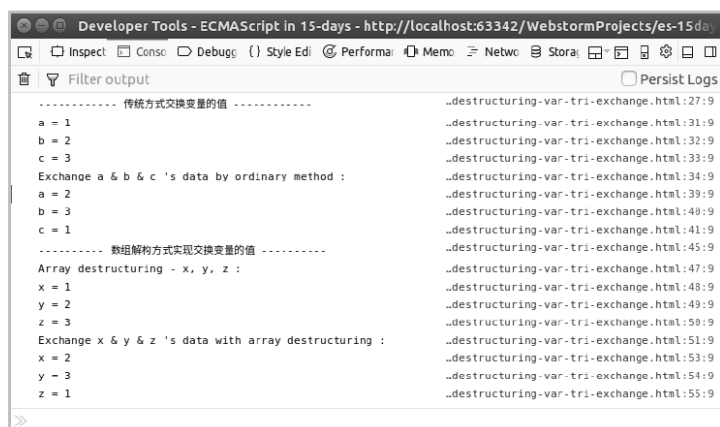 Developer Tools - ECMAScript in 15-days - http://localhost:63342/WebstormProjects/es-15day
Inspect Conso Debugg {} Style Edi Performar Memo Netwo Storag
Filter output Persist Logs
------------ 传统方式交换变量的值 ------------ …destructuring-var-tri-exchange.html:27:9
a = 1 …destructuring-var-tri-exchange.html:31:9
b = 2 …destructuring-var-tri-exchange.html:32:9
c = 3 …destructuring-var-tri-exchange.html:33:9
Exchange a & b & c 's data by ordinary method : …destructuring-var-tri-exchange.html:34:9
a = 2 …destructuring-var-tri-exchange.html:39:9
b = 3 …destructuring-var-tri-exchange.html:40:9
c = 1 …destructuring-var-tri-exchange.html:41:9
---------- 数组解构方式实现交换变量的值 ---------- …destructuring-var-tri-exchange.html:45:9
Array destructuring - x, y, z : …destructuring-var-tri-exchange.html:47:9
x = 1 …destructuring-var-tri-exchange.html:48:9
y = 2 …destructuring-var-tri-exchange.html:49:9
z = 3 …destructuring-var-tri-exchange.html:50:9
Exchange x & y & z 's data with array destructuring : …destructuring-var-tri-exchange.html:51:9
x = 2 …destructuring-var-tri-exchange.html:53:9
y = 3 …destructuring-var-tri-exchange.html:54:9
z = 1 …destructuring-var-tri-exchange.html:55:9